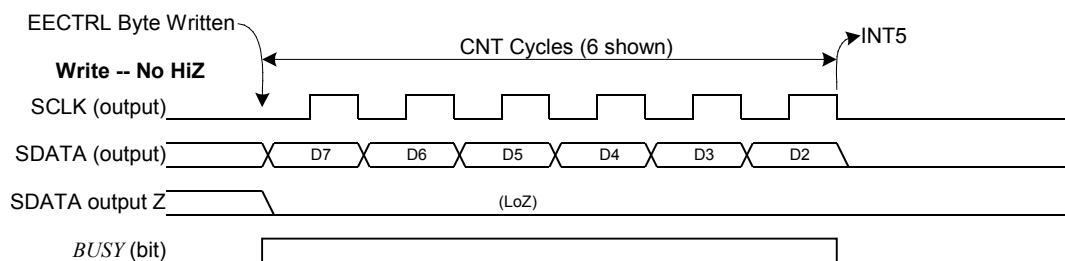 EECTRL Byte Written
CNT Cycles (6 shown)
INT5
Write -- No HiZ
SCLK (output)
SDATA (output)
D7 D6 D5 D4 D3 D2
SDATA output Z
(LoZ)
BUSY (bit)